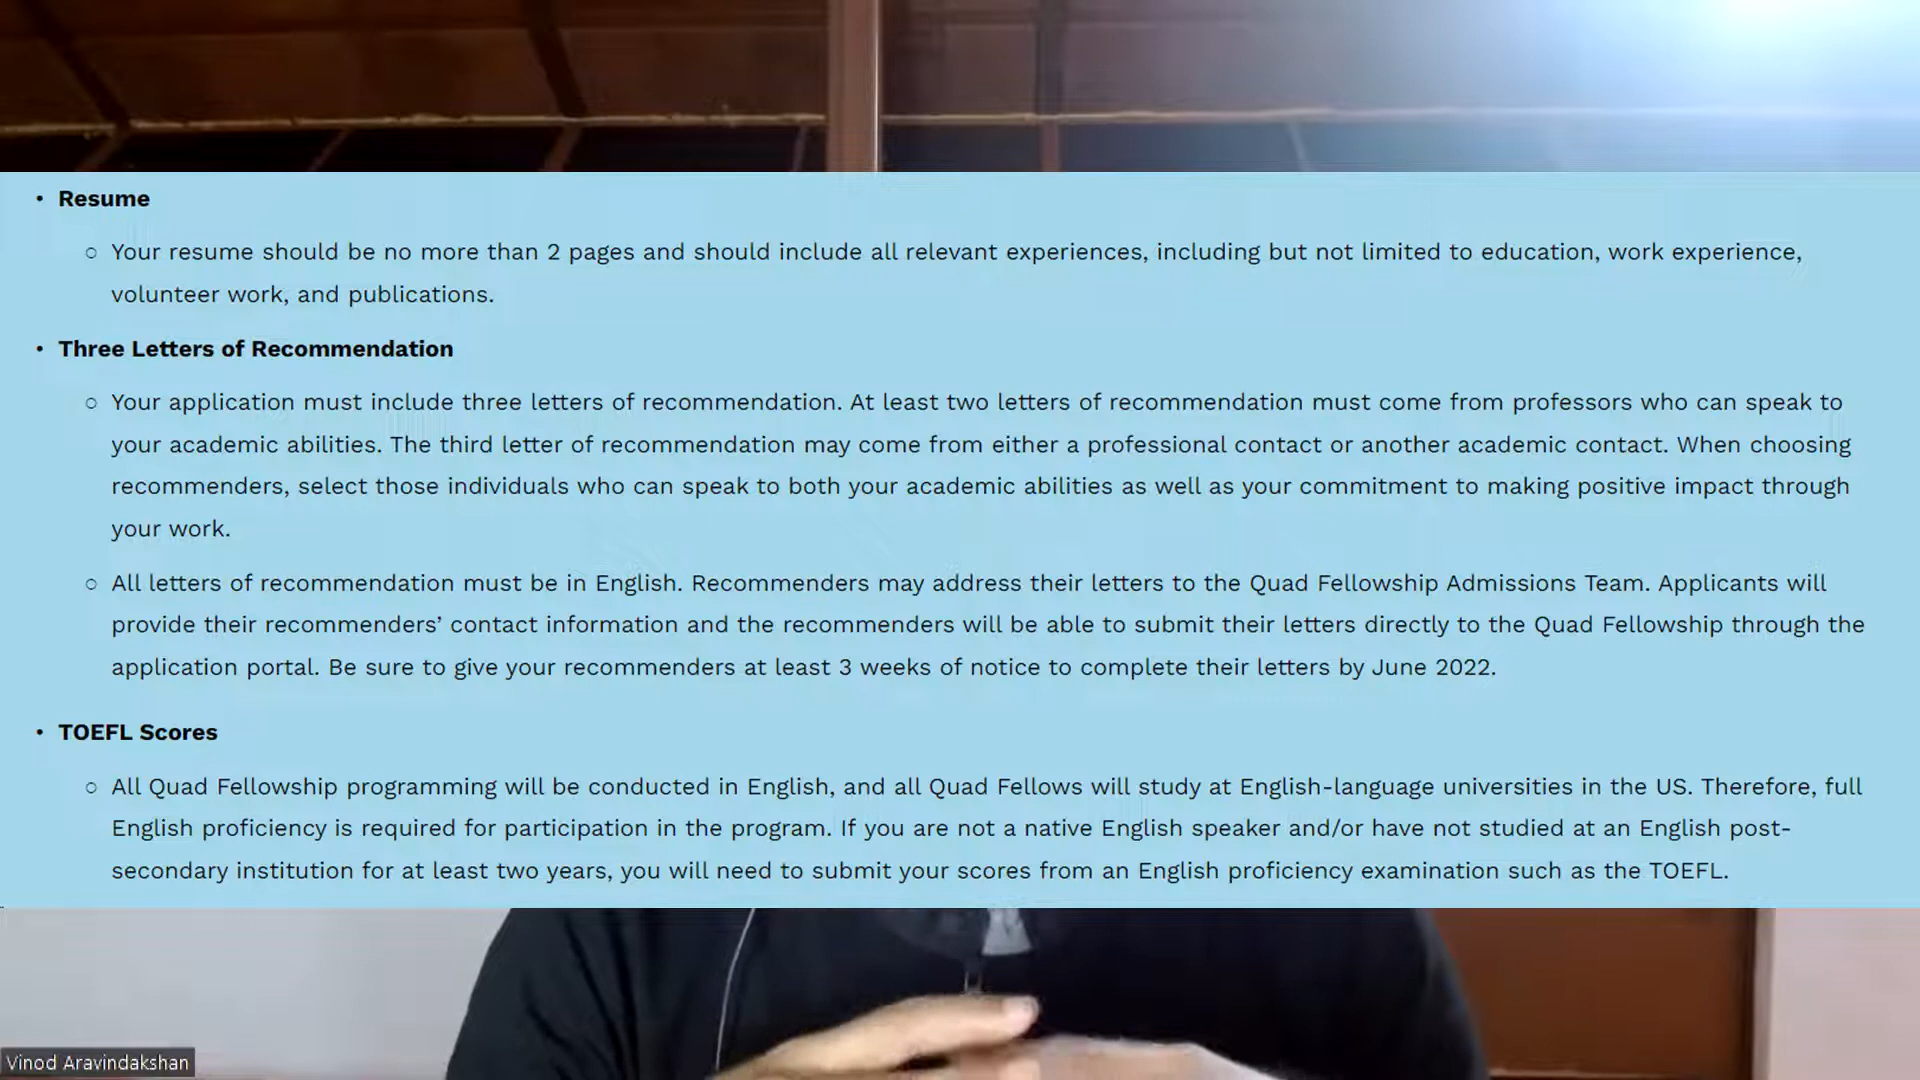 • Resume
○ Your resume should be no more than 2 pages and should include all relevant experiences, including but not limited to education, work experience,
volunteer work, and publications.
• Three Letters of Recommendation
○ Your application must include three letters of recommendation. At least two letters of recommendation must come from professors who can speak to
your academic abilities. The third letter of recommendation may come from either a professional contact or another academic contact. When choosing
recommenders, select those individuals who can speak to both your academic abilities as well as your commitment to making positive impact through
your work.
○ All letters of recommendation must be in English. Recommenders may address their letters to the Quad Fellowship Admissions Team. Applicants will
provide their recommenders’ contact information and the recommenders will be able to submit their letters directly to the Quad Fellowship through the
application portal. Be sure to give your recommenders at least 3 weeks of notice to complete their letters by June 2022.
• TOEFL Scores
○ All Quad Fellowship programming will be conducted in English, and all Quad Fellows will study at English-language universities in the US. Therefore, full
English proficiency is required for participation in the program. If you are not a native English speaker and/or have not studied at an English post-
secondary institution for at least two years, you will need to submit your scores from an English proficiency examination such as the TOEFL.
Vinod Aravindakshan